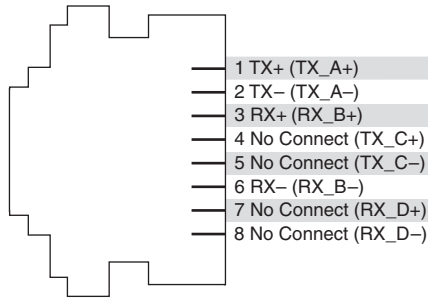 1 TX+ (TX_A+)
2 TX– (TX_A–)
3 RX+ (RX_B+)
4 No Connect (TX_C+)
5 No Connect (TX_C–)
6 RX– (RX_B–)
7 No Connect (RX_D+)
8 No Connect (RX_D–)